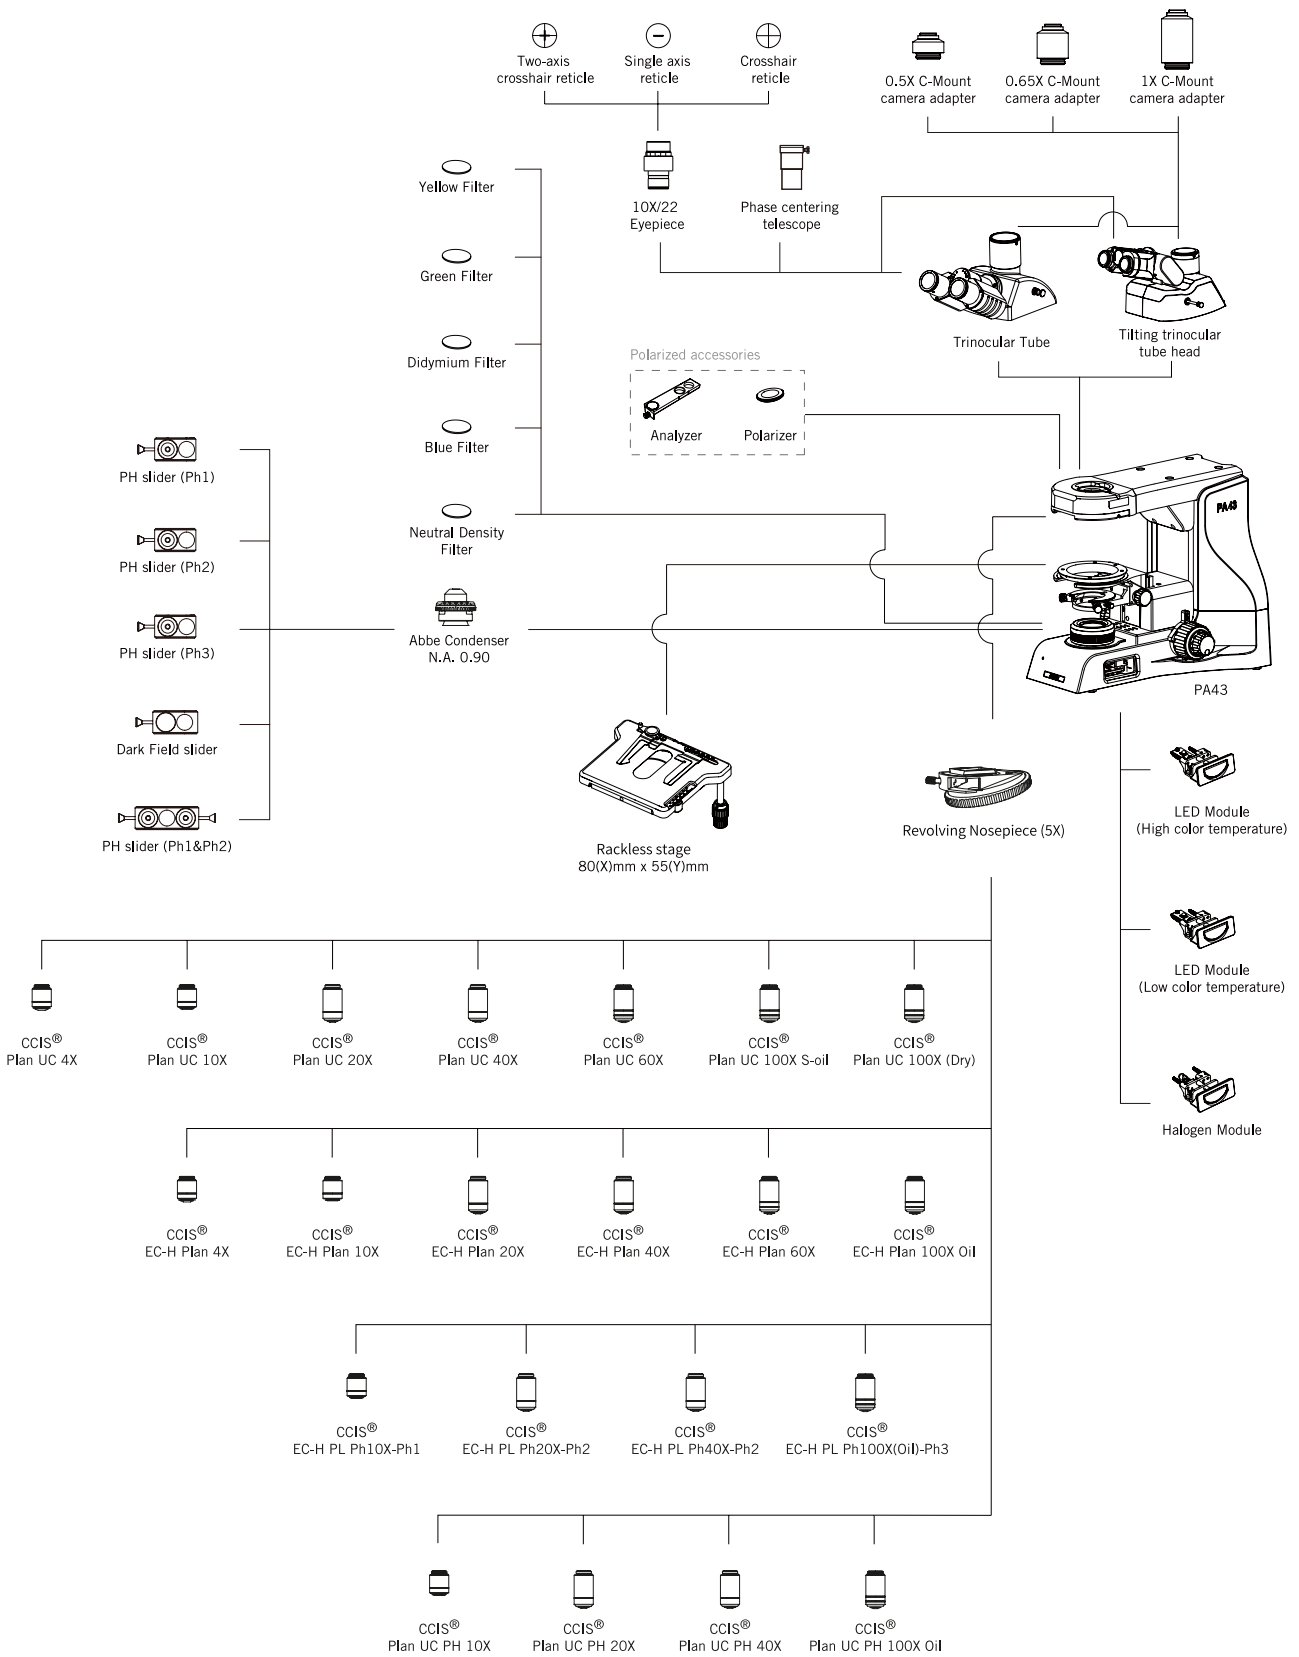 Two-axis
crosshair reticle
Single axis
reticle
Crosshair
reticle
0.5X C-Mount
camera adapter
0.65X C-Mount
camera adapter
1X C-Mount
camera adapter
Yellow Filter
10X/22
Eyepiece
Phase centering
telescope
Green Filter
Trinocular Tube
Tilting trinocular
tube head
Didymium Filter
Polarized accessories
Analyzer
Polarizer
Blue Filter
PH slider (Ph1)
PA43
Neutral Density
Filter
PH slider (Ph2)
Abbe Condenser
N.A. 0.90
PH slider (Ph3)
PA43
Dark Field slider
PH slider (Ph1&Ph2)
Rackless stage
80(X)mm x 55(Y)mm
Revolving Nosepiece (5X)
LED Module
(High color temperature)
LED Module
(Low color temperature)
Halogen Module
CCIS®
Plan UC 4X
CCIS®
Plan UC 10X
CCIS®
Plan UC 20X
CCIS®
Plan UC 40X
CCIS®
Plan UC 60X
CCIS®
Plan UC 100X S-oil
CCIS®
Plan UC 100X (Dry)
CCIS®
EC-H Plan 4X
CCIS®
EC-H Plan 10X
CCIS®
EC-H Plan 20X
CCIS®
EC-H Plan 40X
CCIS®
EC-H Plan 60X
CCIS®
EC-H Plan 100X Oil
CCIS®
EC-H PL Ph10X-Ph1
CCIS®
EC-H PL Ph20X-Ph2
CCIS®
EC-H PL Ph40X-Ph2
CCIS®
EC-H PL Ph100X(Oil)-Ph3
CCIS®
Plan UC PH 10X
CCIS®
Plan UC PH 20X
CCIS®
Plan UC PH 40X
CCIS®
Plan UC PH 100X Oil